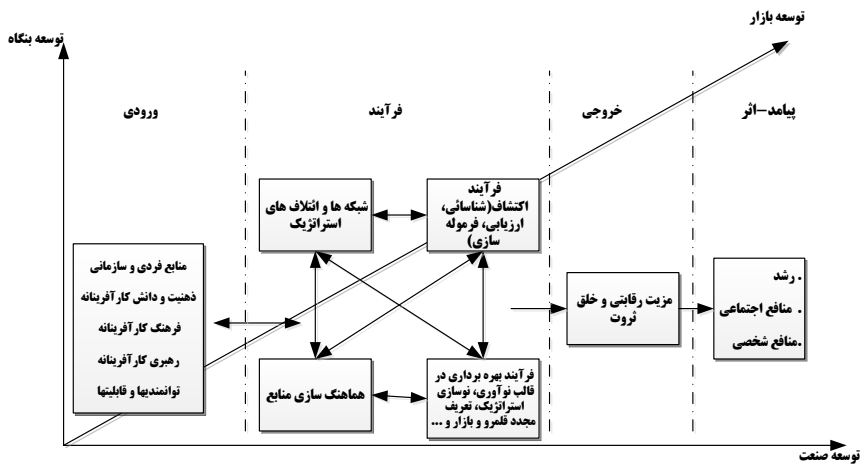 توسعه بازار
توسعه بنگاه
ورودی
فرآیند
خروجی
پیامد-اثر
منابع فردی و سازمانی
ذهنیت و دانش کارآفرینانه
فرهنگ کارآفرینانه
رهبری کارآفرینانه
توانمندیها و قابلیتها
شبکه ها و ائتلاف های
استراتژیک
فرآیند
اکتشاف(شناسائی،
ارزیابی، فرموله
سازی)
هماهنگ سازی منابع
فرآیند بهره برداری در
قالب نوآوری، نوسازی
استراتژیک، تعریف
مجدد قلمرو و بازار و ...
مزیت رقابتی و خلق
ثروت
. رشد
. منافع اجتماعی
.منافع شخصی
توسعه صنعت